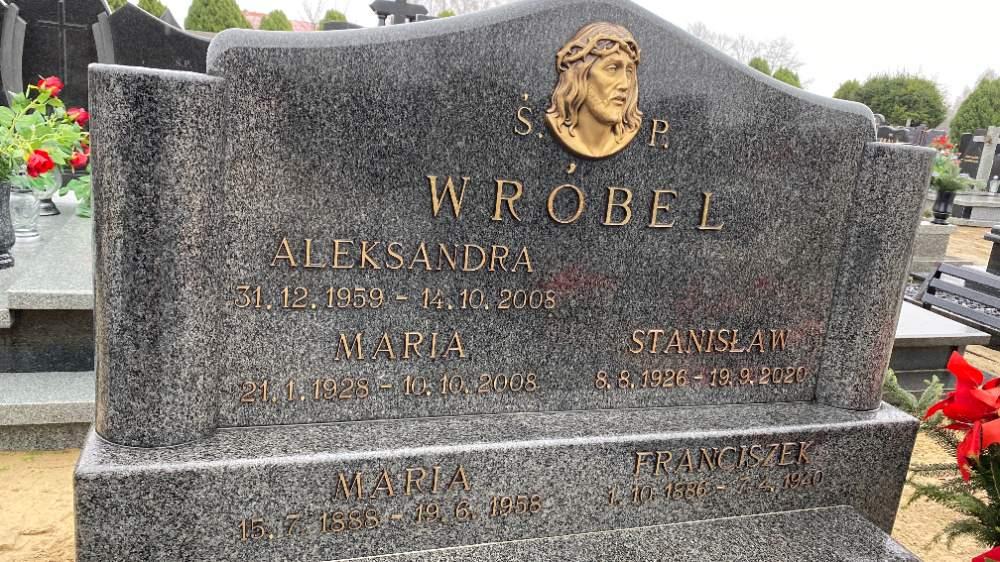 Ś. P.
WRÓBEL
ALEKSANDRA
31. 12. 1959 - 14. 10. 2008
MARIA
21. 1. 1928 - 10. 10. 2008
STANISŁAW
8. 8. 1926 - 19. 9. 2020
MARIA
15. 7. 1888 - 19. 6. 1958
FRANCISZEK
1. 10. 1886 - 7. 4. 1940